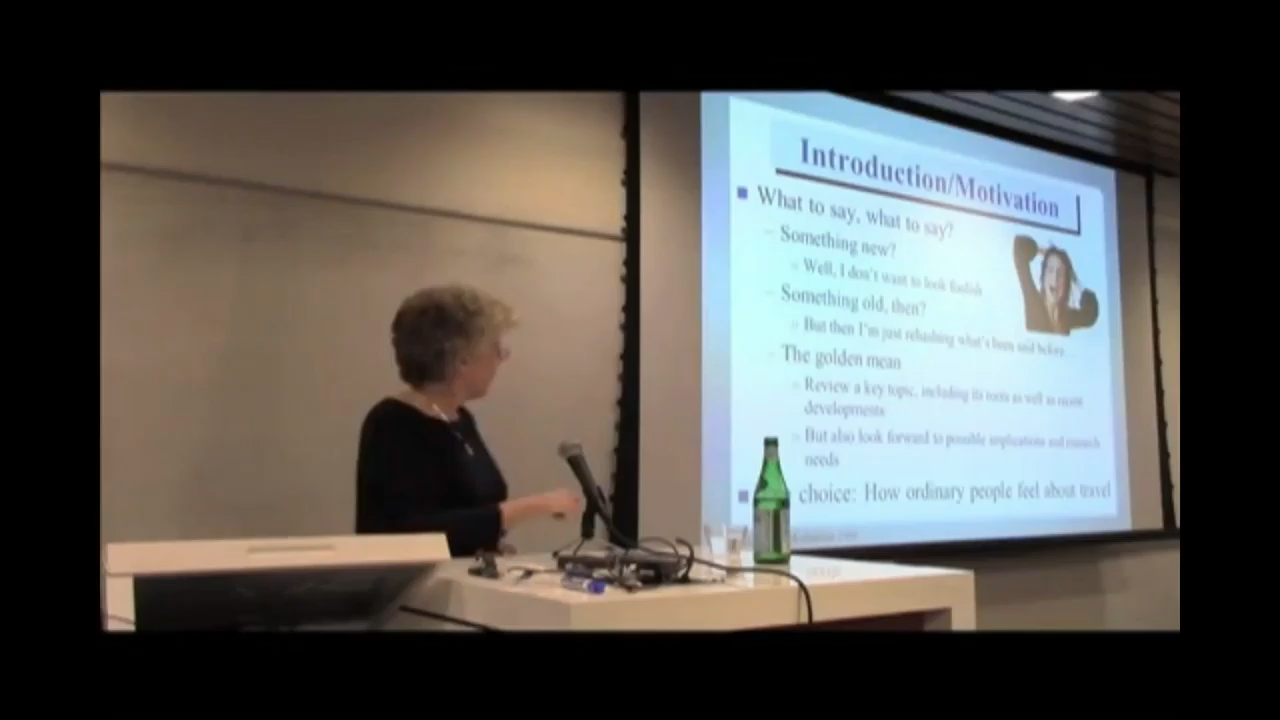 Introduction/Motivation
What to say, what to say?
Something new?
Well, I don't want to look foolish
Something old, then?
But then I'm just rehashing what's been said before
The golden mean
Review a key topic, including its roots as well as recent
developments
But also look forward to possible implications and research
needs
choice: How ordinary people feel about travel